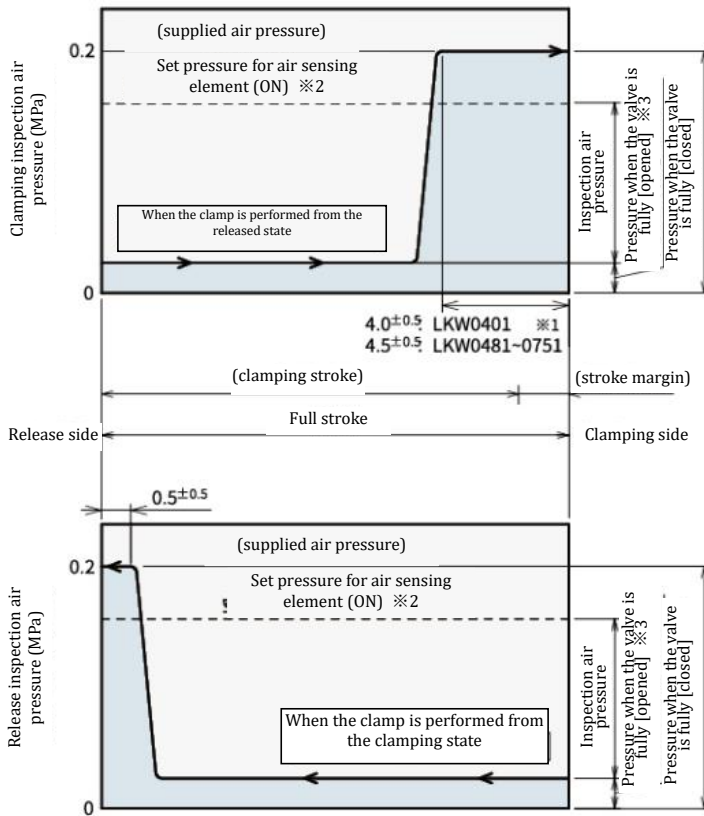 (supplied air pressure)
0.2
Set pressure for air sensing
element (ON) ※2
Clamping inspection air
pressure (MPa)
When the clamp is performed from the
released state
0
Inspection air
pressure
Pressure when the valve is
fully [opened] ※3
Pressure when the valve
is fully [closed]
4.0±0.5: LKW0401 ※1
4.5±0.5: LKW0481~0751
(clamping stroke)
(stroke margin)
Full stroke
Release side
Clamping side
0.5±0.5
(supplied air pressure)
0.2
Set pressure for air sensing
element (ON) ※2
Release inspection air
pressure (MPa)
When the clamp is performed from
the clamping state
0
Inspection air
pressure
Pressure when the valve is
fully [opened] ※3
Pressure when the valve
is fully [closed]